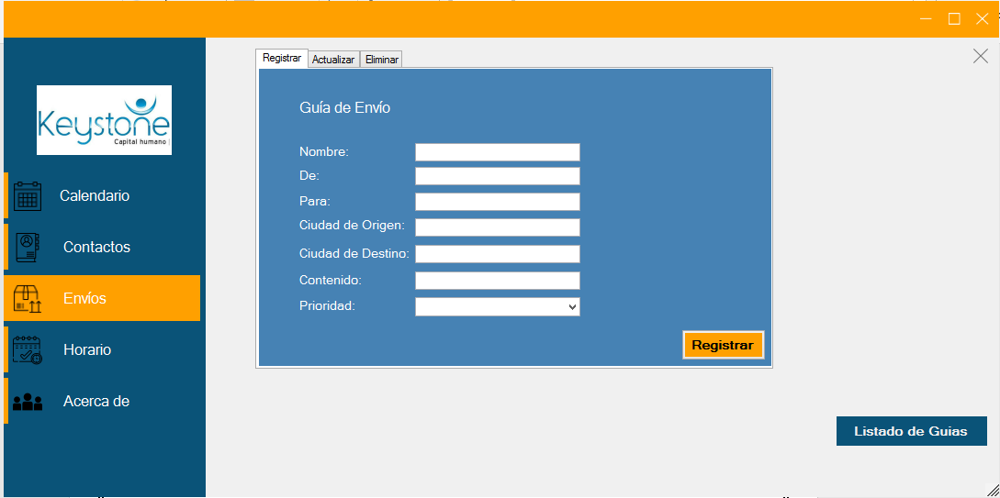 Registrar Actualizar Eliminar
Keystone
Capital humano
Calendario
Contactos
Envíos
Horario
Acerca de
Guía de Envío
Nombre:
De:
Para:
Ciudad de Origen:
Ciudad de Destino:
Contenido:
Prioridad:
Registrar
Listado de Guias